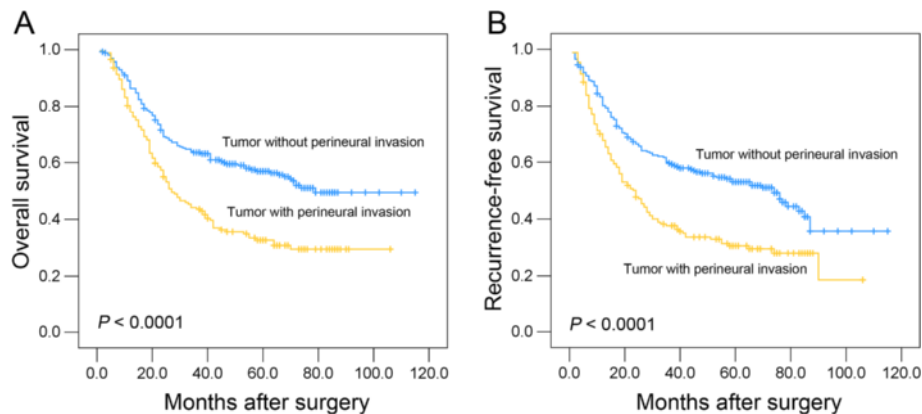 A
Overall survival
1.0
0.8
0.6
0.4
0.2
0.0
Tumor without perineural invasion
Tumor with perineural invasion
P < 0.0001
0.0 20.0 40.0 60.0 80.0 100.0 120.0
Months after surgery
B
Recurrence-free survival
1.0
0.8
0.6
0.4
0.2
0.0
Tumor without perineural invasion
Tumor with perineural invasion
P < 0.0001
0.0 20.0 40.0 60.0 80.0 100.0 120.0
Months after surgery